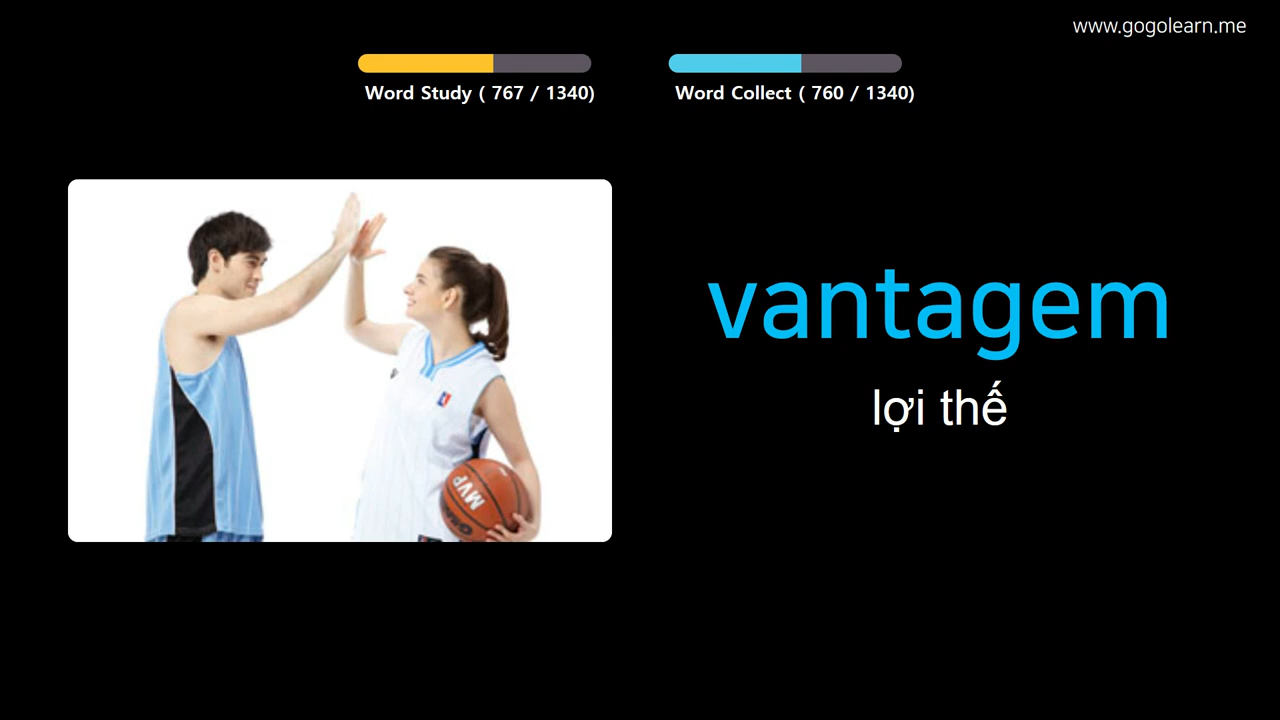 www.gogolearn.me
Word Study ( 767 / 1340)
Word Collect ( 760 / 1340)
vantagem
lợi thế
MVP